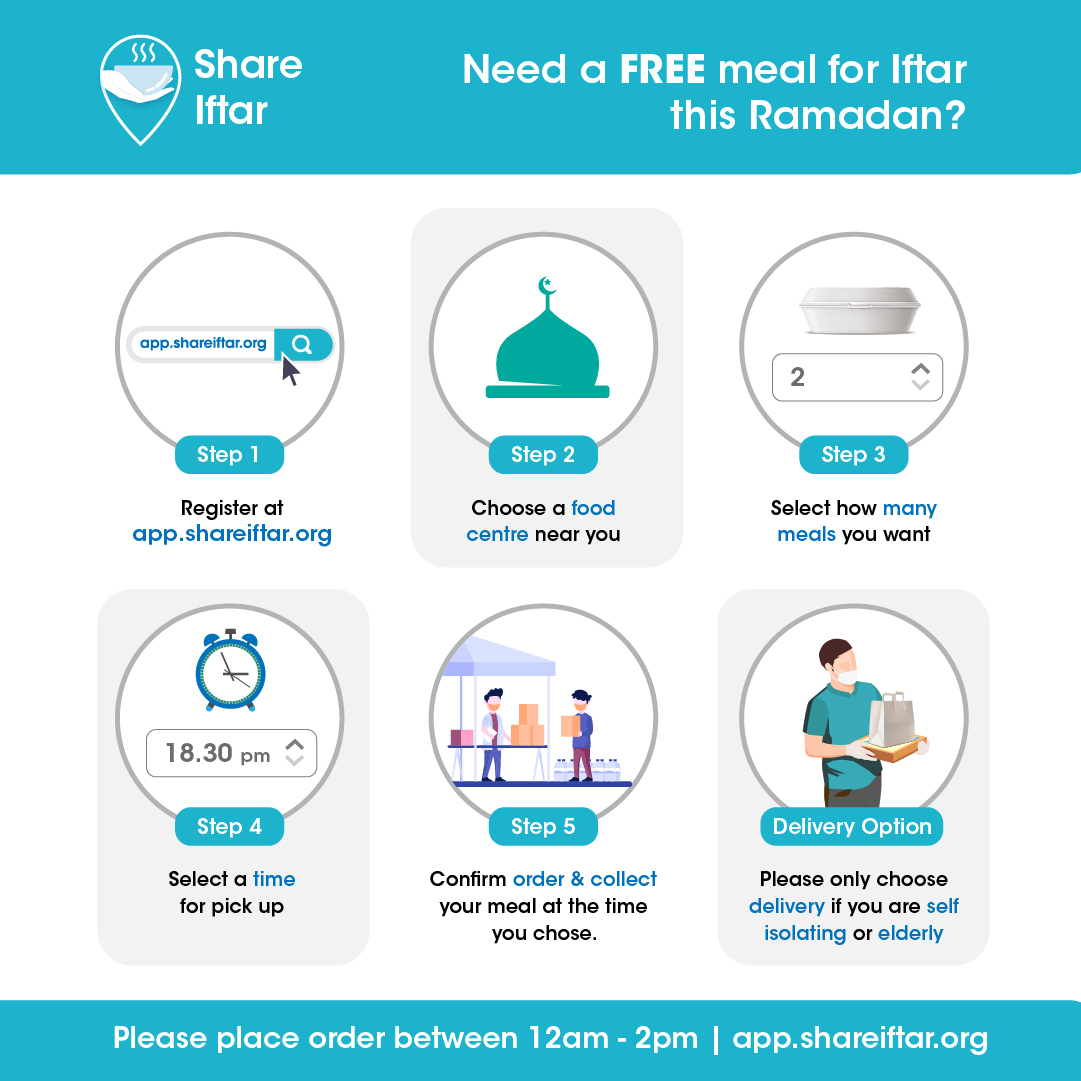 Share
Iftar
Need a FREE meal for Iftar
this Ramadan?
app.shareiftar.org
Step 1
Register at
app.shareiftar.org
Step 2
Choose a food
centre near you
2
Step 3
Select how many
meals you want
18.30 pm
Step 4
Select a time
for pick up
Step 5
Confirm order & collect
your meal at the time
you chose.
Delivery Option
Please only choose
delivery if you are self
isolating or elderly
Please place order between 12am - 2pm | app.shareiftar.org